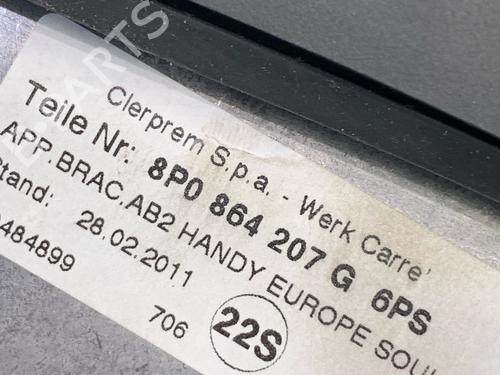 Clerprem S.p.a. - Werk Carre'
Teile Nr: 8P0 864 207 G 6PS
APP.BRAC.AB2 HANDY EUROPE SOUL
Stand: 28.02.2011
484899
706 22S